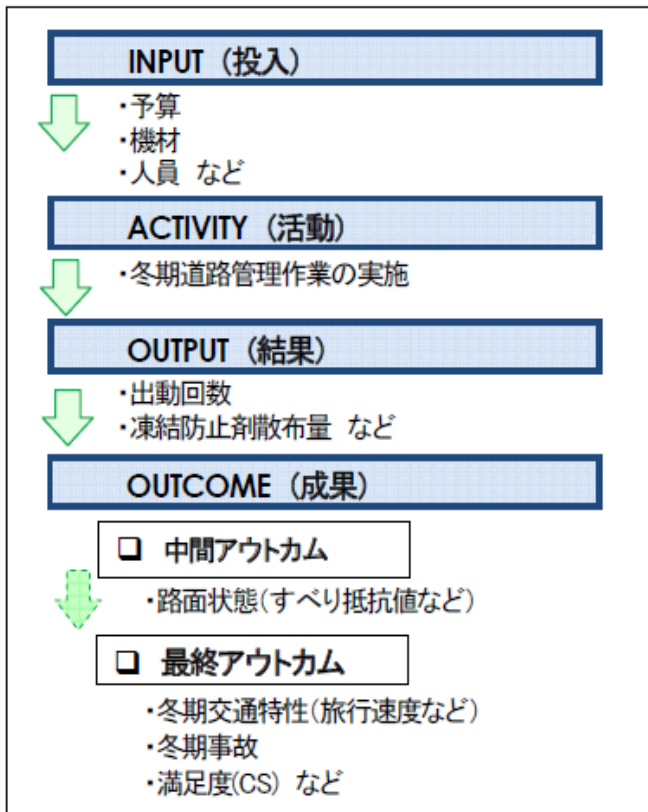 INPUT (投入)
・予算
・機材
・人員 など
ACTIVITY (活動)
・冬期道路管理作業の実施
OUTPUT (結果)
・出動回数
・凍結防止剤散布量 など
OUTCOME (成果)
❑ 中間アウトカム
・路面状態(すべり抵抗値など)
❑ 最終アウトカム
・冬期交通特性(旅行速度など)
・冬期事故
・満足度(CS) など